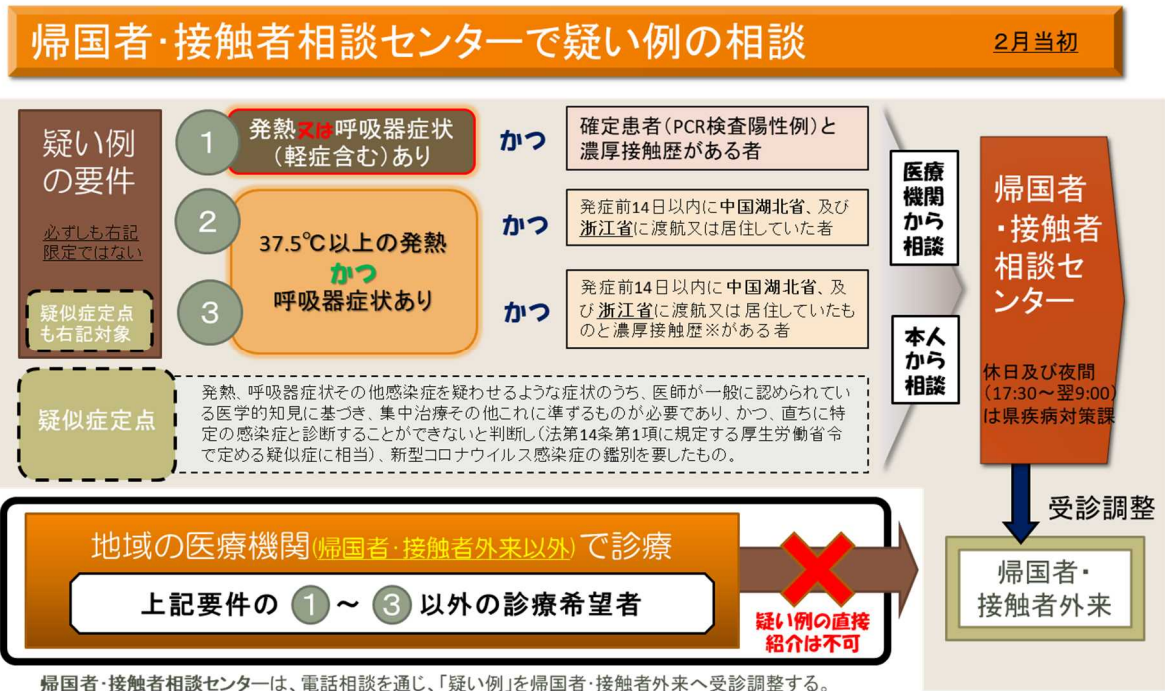 帰国者・接触者相談センターで疑い例の相談
2月当初
疑い例
の要件
必ずしも右記
限定ではない
疑似症定点
も右記対象
1
発熱又は呼吸器症状
(軽症含む)あり
かつ
確定患者(PCR検査陽性例)と
濃厚接触歴がある者
2
37.5℃以上の発熱
かつ
呼吸器症状あり
かつ
発症前14日以内に中国湖北省、及び
浙江省に渡航又は居住していた者
3
かつ
発症前14日以内に中国湖北省、及
び浙江省に渡航又は居住していたも
のと濃厚接触歴※がある者
医療
機関
から
相談
本人
から
相談
帰国者
・接触者
相談セ
ンター
休日及び夜間
(17:30～翌9:00)
は県疾病対策課
疑似症定点
発熱、呼吸器症状その他感染症を疑わせるような症状のうち、医師が一般に認められてい
る医学的知見に基づき、集中治療その他これに準ずるものが必要であり、かつ、直ちに特
定の感染症と診断することができないと判断し(法第14条第1項に規定する厚生労働省令
で定める疑似症に相当)、新型コロナウイルス感染症の鑑別を要したもの。
受診調整
帰国者・
接触者外来
地域の医療機関(帰国者・接触者外来以外)で診療
上記要件の 1 ～ 3 以外の診療希望者
疑い例の直接
紹介は不可
帰国者・接触者相談センターは、電話相談を通じ、「疑い例」を帰国者・接触者外来へ受診調整する。